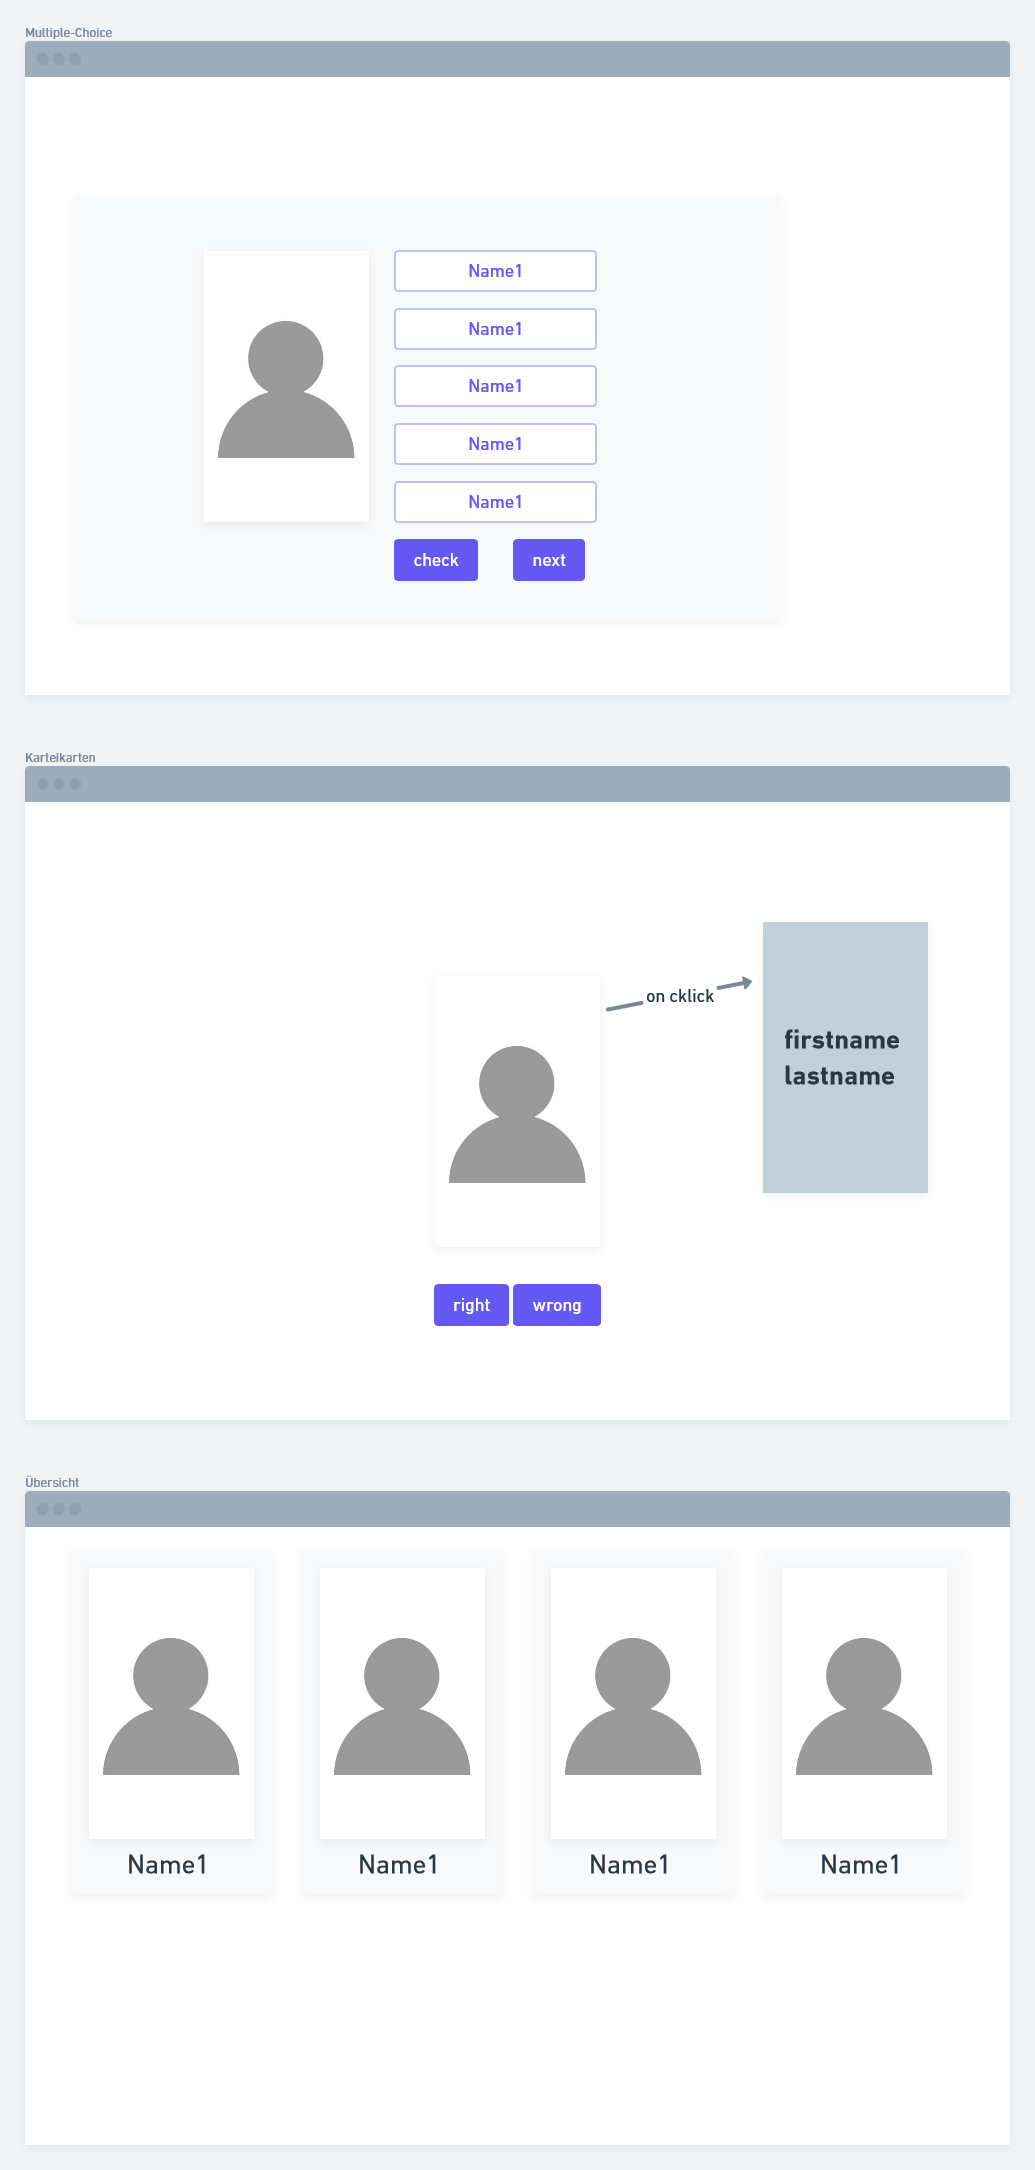 Multiple-Choice
Name1
Name1
Name1
Name1
Name1
check next
Karteikarten
on cklick
firstname
lastname
right wrong
Übersicht
Name1 Name1 Name1 Name1